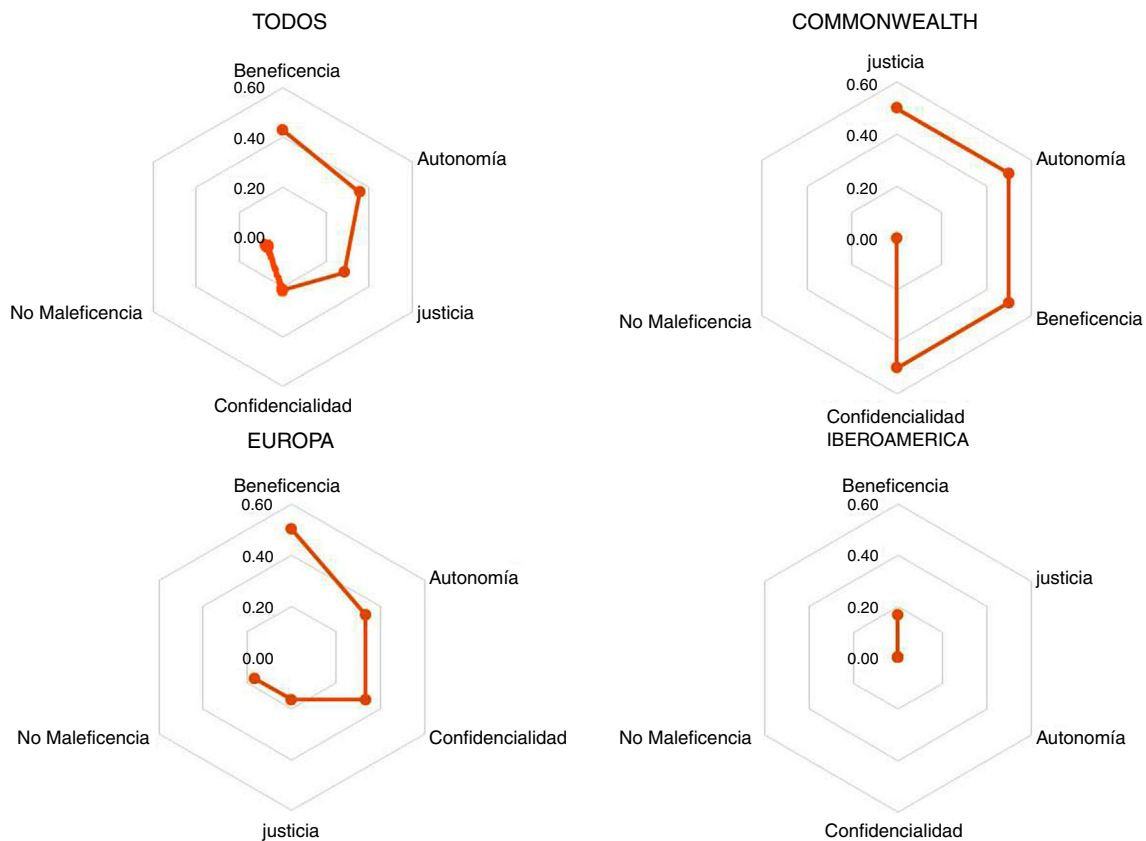 TODOS
Beneficencia
0.60
0.40
Autonomía
0.20
0.00
No Maleficencia
justicia
Confidencialidad
COMMONWEALTH
justicia
0.60
0.40
Autonomía
0.20
0.00
No Maleficencia
Beneficencia
Confidencialidad
EUROPA
Beneficencia
0.60
0.40
Autonomía
0.20
0.00
No Maleficencia
Confidencialidad
justicia
IBEROAMERICA
Beneficencia
0.60
0.40
justicia
0.20
0.00
No Maleficencia
Autonomía
Confidencialidad